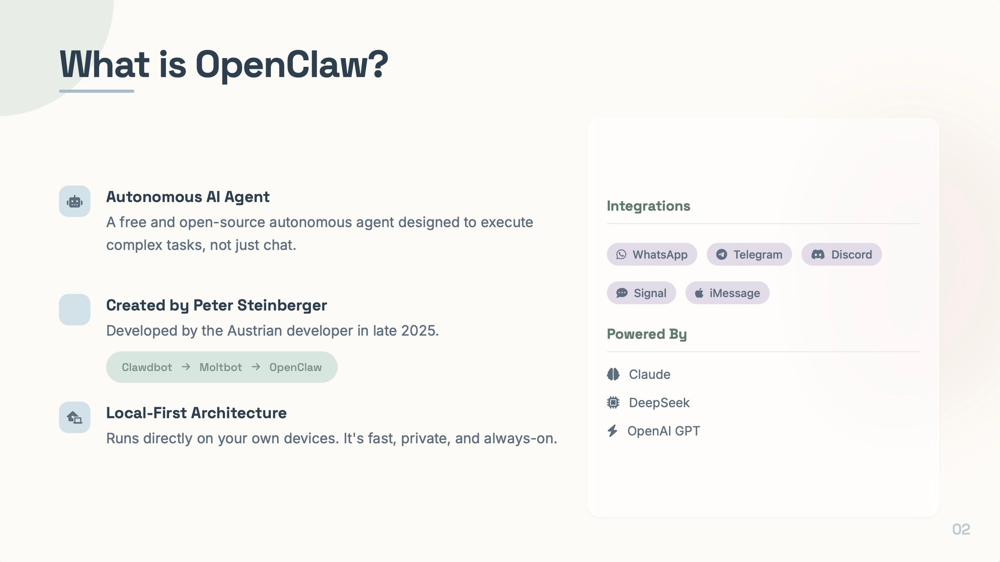 What is OpenClaw?
Autonomous AI Agent
A free and open-source autonomous agent designed to execute
complex tasks, not just chat.
Created by Peter Steinberger
Developed by the Austrian developer in late 2025.
Clawdbot → Moltbot → OpenClaw
Local-First Architecture
Runs directly on your own devices. It's fast, private, and always-on.
Integrations
WhatsApp Telegram Discord
Signal iMessage
Powered By
Claude
DeepSeek
OpenAI GPT
02